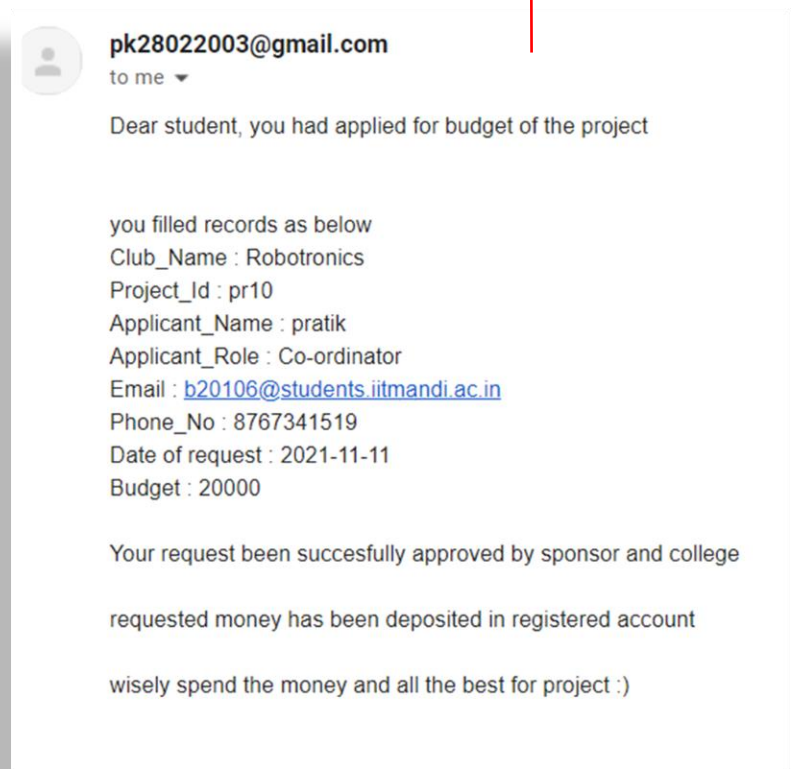 pk28022003@gmail.com
to me
Dear student, you had applied for budget of the project
you filled records as below
Club_Name : Robotronics
Project_Id : pr10
Applicant_Name : pratik
Applicant_Role : Co-ordinator
Email : b20106@students.iitmandi.ac.in
Phone_No : 8767341519
Date of request : 2021-11-11
Budget : 20000
Your request been succesfully approved by sponsor and college
requested money has been deposited in registered account
wisely spend the money and all the best for project :)